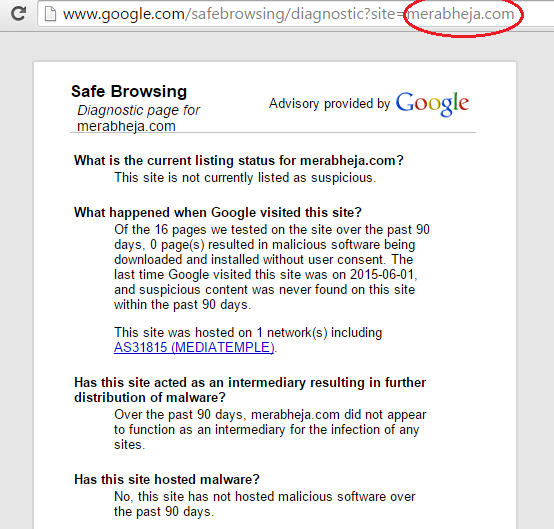 www.google.com/safebrowsing/diagnostic?site=merabheja.com
Safe Browsing
Diagnostic page for
merabheja.com
Advisory provided by Google
What is the current listing status for merabheja.com?
This site is not currently listed as suspicious.
What happened when Google visited this site?
Of the 16 pages we tested on the site over the past 90
days, 0 page(s) resulted in malicious software being
downloaded and installed without user consent. The
last time Google visited this site was on 2015-06-01,
and suspicious content was never found on this site
within the past 90 days.
This site was hosted on 1 network(s) including
AS31815 (MEDIATEMPLE).
Has this site acted as an intermediary resulting in further
distribution of malware?
Over the past 90 days, merabheja.com did not appear
to function as an intermediary for the infection of any
sites.
Has this site hosted malware?
No, this site has not hosted malicious software over
the past 90 days.